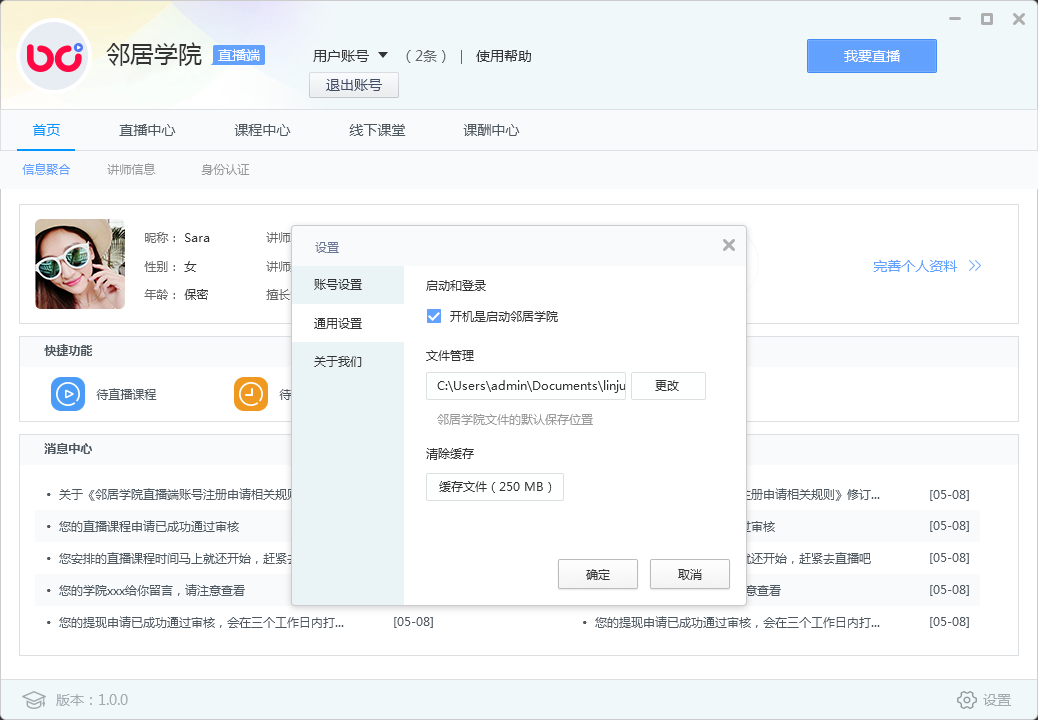 邻居学院 直播端
用户账号 （2条） | 使用帮助
我要直播
退出账号
首页 直播中心 课程中心 线下课堂 课酬中心
信息聚合 讲师信息 身份认证
昵称： Sara 讲师
性别： 女 讲师
年龄： 保密 擅长
完善个人资料
快捷功能
待直播课程 待
消息中心
• 关于《邻居学院直播端账号注册申请相关规则
册申请相关规则》修订... [05-08]
• 您的直播课程申请已成功通过审核
审核 [05-08]
• 您安排的直播课程时间马上就还开始，赶紧去
还开始，赶紧去直播吧 [05-08]
• 您的学院xxx给你留言，请注意查看
意查看 [05-08]
• 您的提现申请已成功通过审核，会在三个工作日内打... [05-08]
• 您的提现申请已成功通过审核，会在三个工作日内打... [05-08]
设置
账号设置
通用设置
关于我们
启动和登录
开机是启动邻居学院
文件管理
C:\Users\admin\Documents\linju
更改
邻居学院文件的默认保存位置
清除缓存
缓存文件（250 MB）
确定 取消
版本：1.0.0
设置